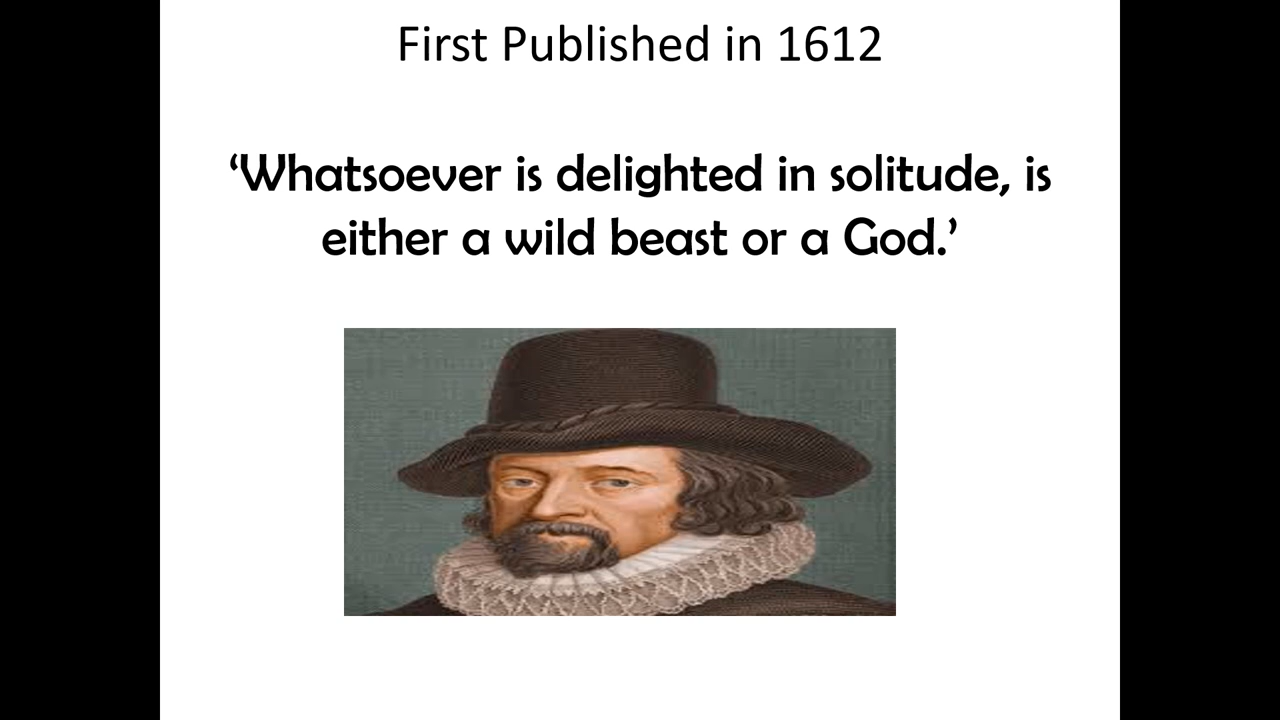 First Published in 1612
‘Whatsoever is delighted in solitude, is
either a wild beast or a God.’